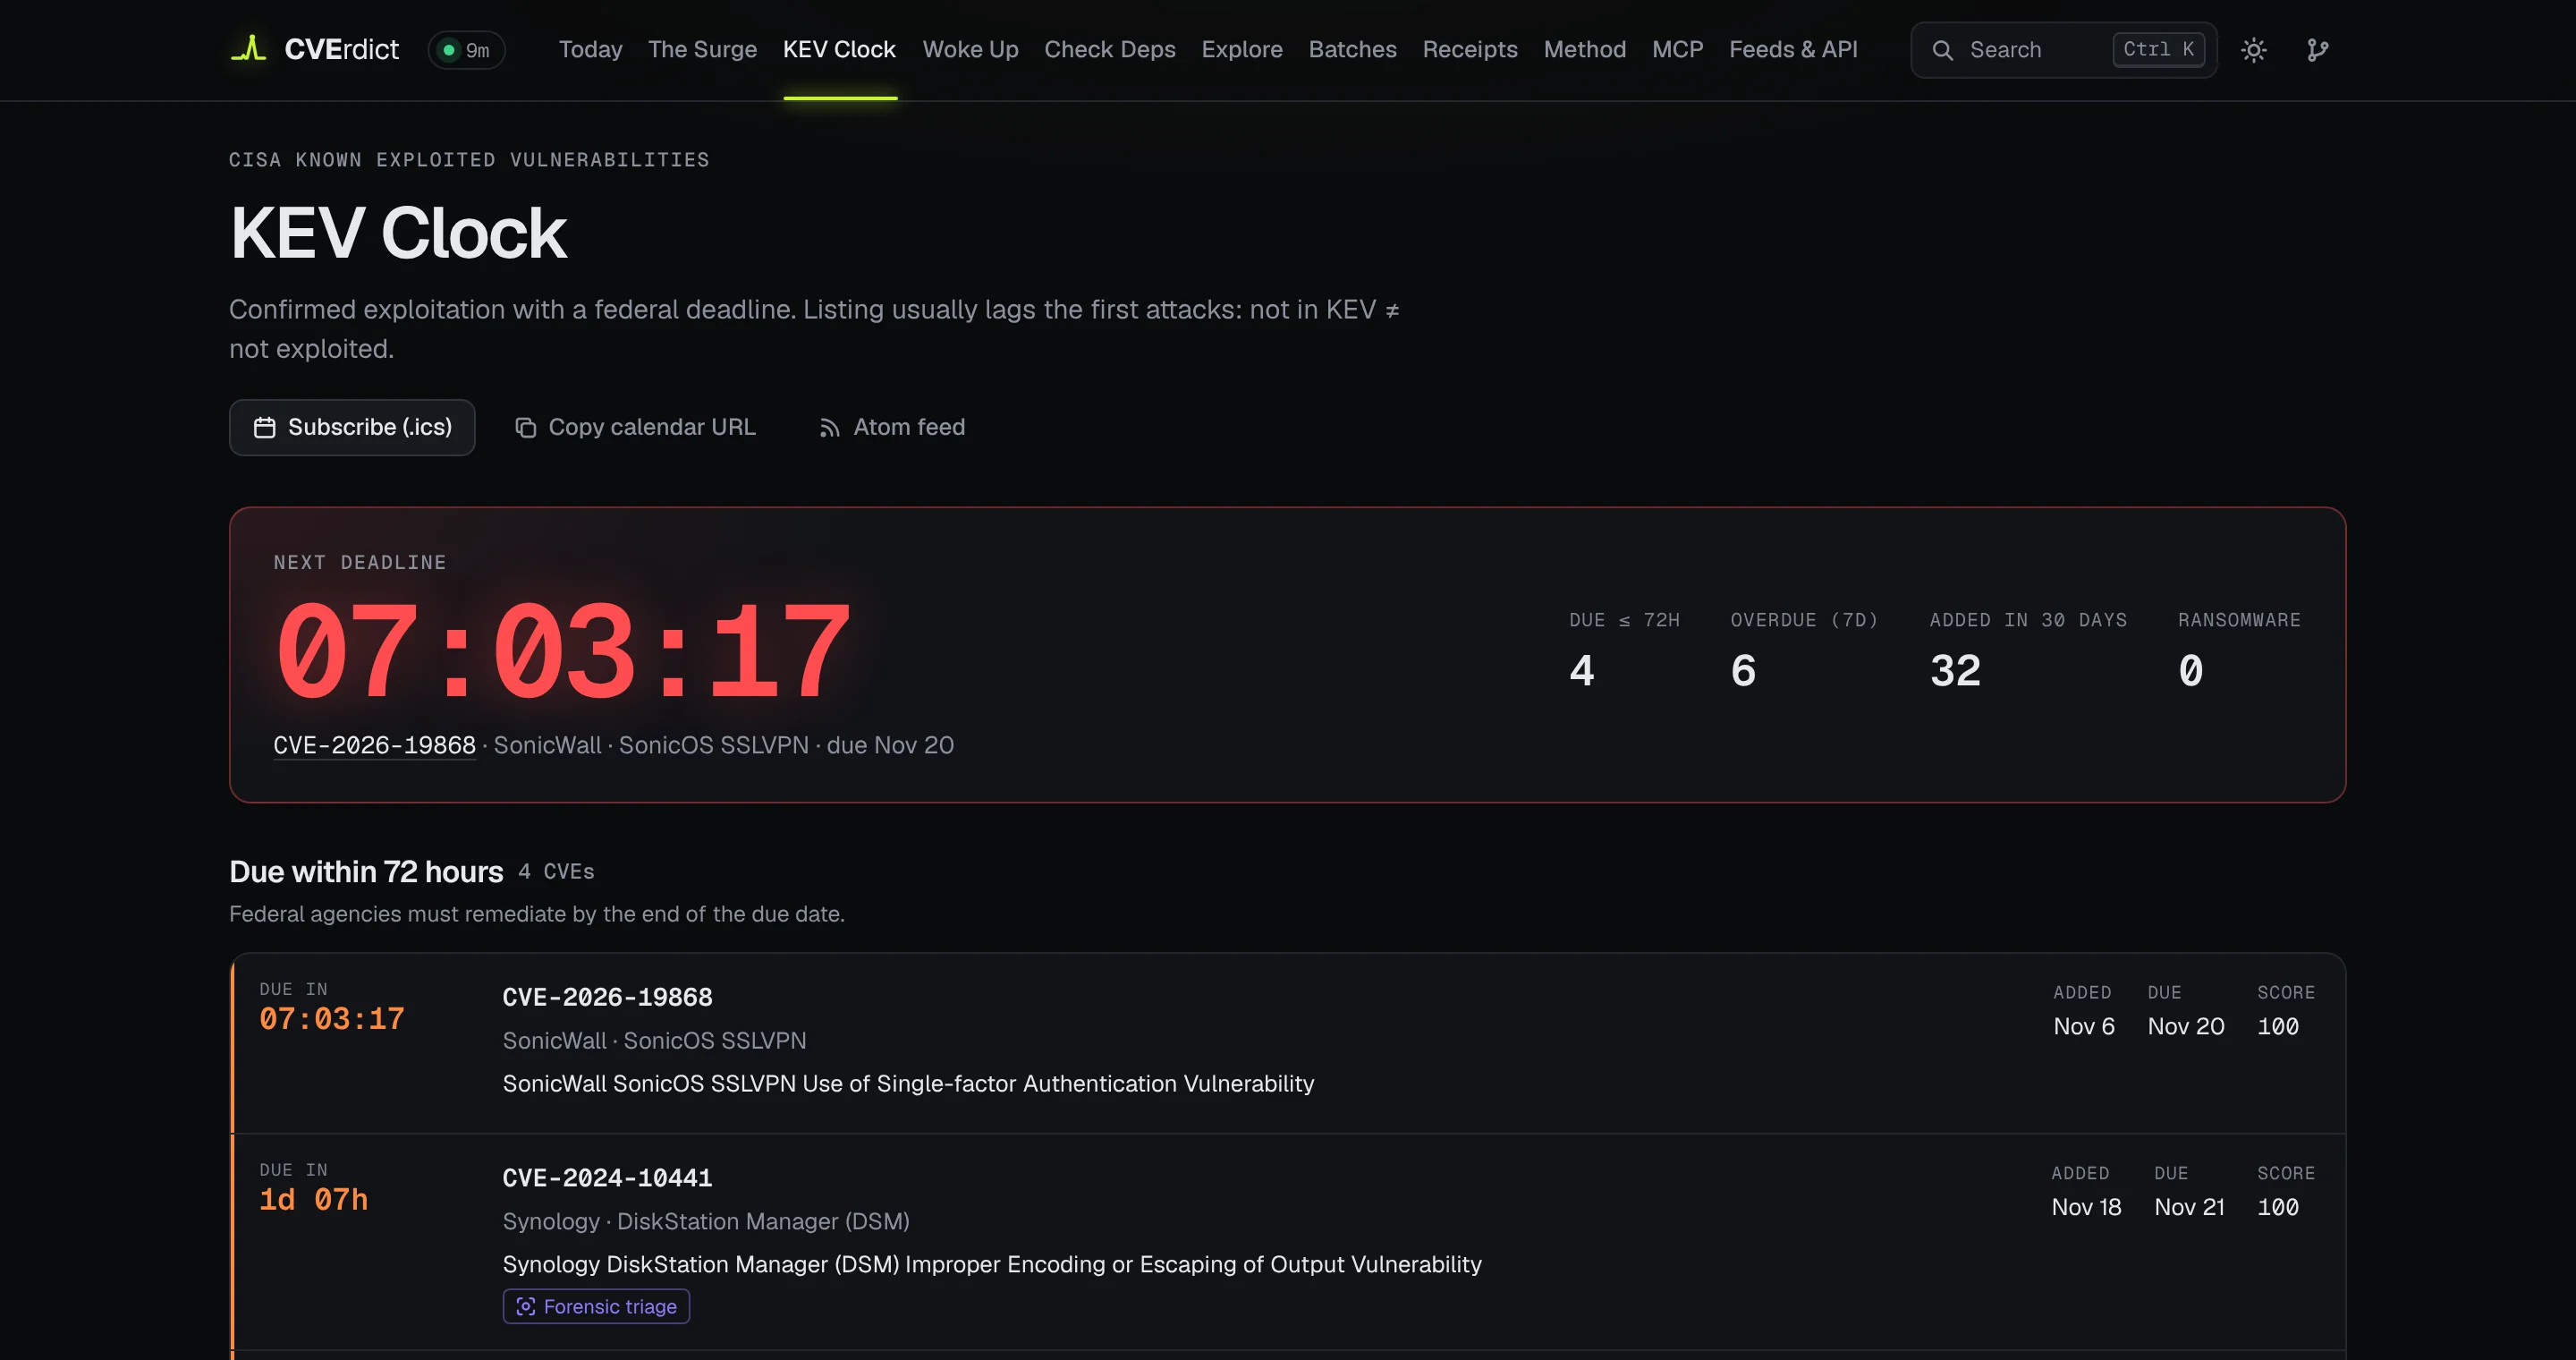 CVErdict 9m Today The Surge KEV Clock Woke Up Check Deps Explore Batches Receipts Method MCP Feeds & API Search Ctrl K
CISA KNOWN EXPLOITED VULNERABILITIES
KEV Clock
Confirmed exploitation with a federal deadline. Listing usually lags the first attacks: not in KEV ≠
not exploited.
Subscribe (.ics) Copy calendar URL Atom feed
NEXT DEADLINE
07:03:17
CVE-2026-19868 · SonicWall · SonicOS SSLVPN · due Nov 20
DUE ≤ 72H OVERDUE (7D) ADDED IN 30 DAYS RANSOMWARE
4 6 32 0
Due within 72 hours 4 CVEs
Federal agencies must remediate by the end of the due date.
DUE IN
07:03:17
CVE-2026-19868
SonicWall · SonicOS SSLVPN
SonicWall SonicOS SSLVPN Use of Single-factor Authentication Vulnerability
ADDED DUE SCORE
Nov 6 Nov 20 100
DUE IN
1d 07h
CVE-2024-10441
Synology · DiskStation Manager (DSM)
Synology DiskStation Manager (DSM) Improper Encoding or Escaping of Output Vulnerability
Forensic triage
ADDED DUE SCORE
Nov 18 Nov 21 100